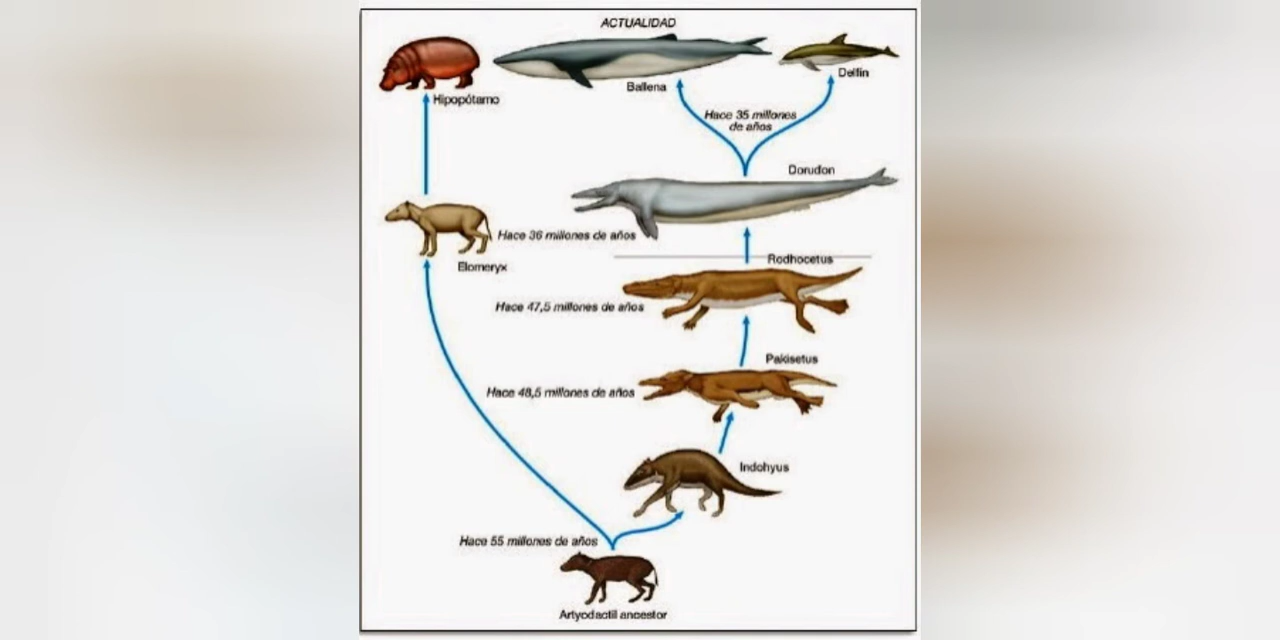 ACTUALIDAD
Ballena
Delfín
Hipopótamo
Hace 35 millones
de años
Dorudon
Hace 36 millones de años
Elomeryx
Rodhocetus
Hace 47,5 millones de años
Pakisetus
Hace 48,5 millones de años
Indohyus
Hace 55 millones de años
Artyodactil ancestor